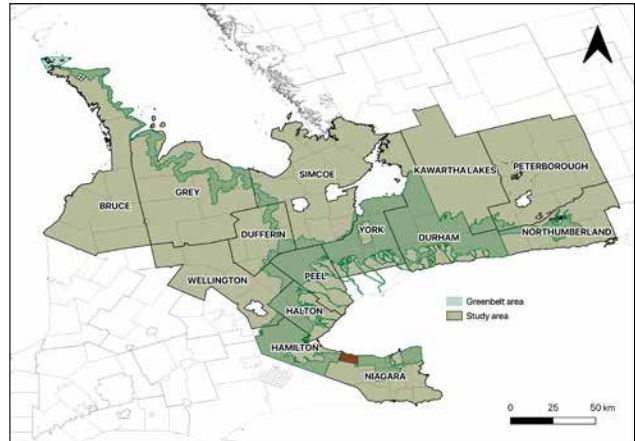 KAWARTHA LAKES
PETERBOROUGH
SIMCOE
GREY
BRUCE
NORTHUMBERLAND
YORK
DUFFERIN
DURHAM
PEEL
WELLINGTON
Greenbelt area
HALTON
Study area
HAMILTON
NIAGARA
0 25 50 km